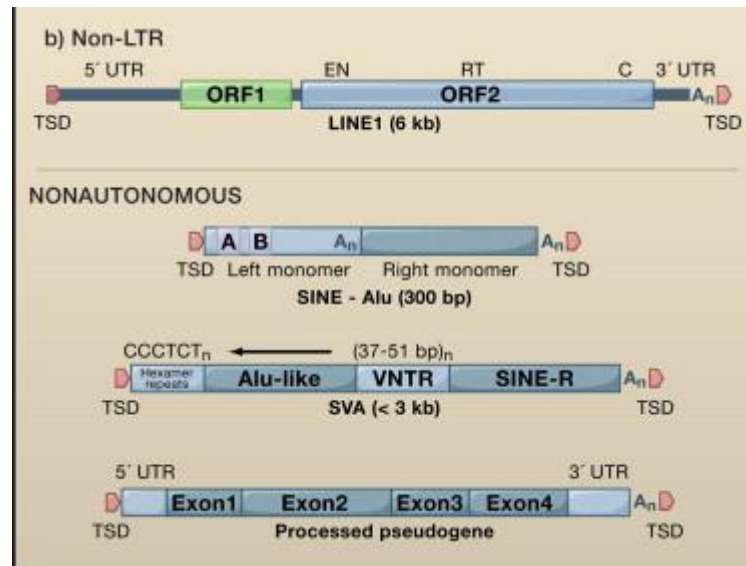 b) Non-LTR
5´ UTR EN RT C 3´ UTR
ORF1 ORF2 An
TSD LINE1 (6 kb) TSD
NONAUTONOMOUS
A B An An
TSD Left monomer Right monomer TSD
SINE - Alu (300 bp)
CCCTCTn (37-51 bp)n
Hexamer repeats Alu-like VNTR SINE-R An
TSD SVA (< 3 kb) TSD
5´ UTR 3´ UTR
Exon1 Exon2 Exon3 Exon4 An
TSD Processed pseudogene TSD